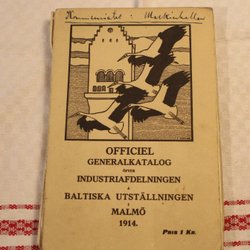 OFFICIEL
GENERALKATALOG
ÖFVER
INDUSTRIAFDELNINGEN
Å
BALTISKA UTSTÄLLNINGEN
I
MALMÖ
1914.
PRIS 1 KR.